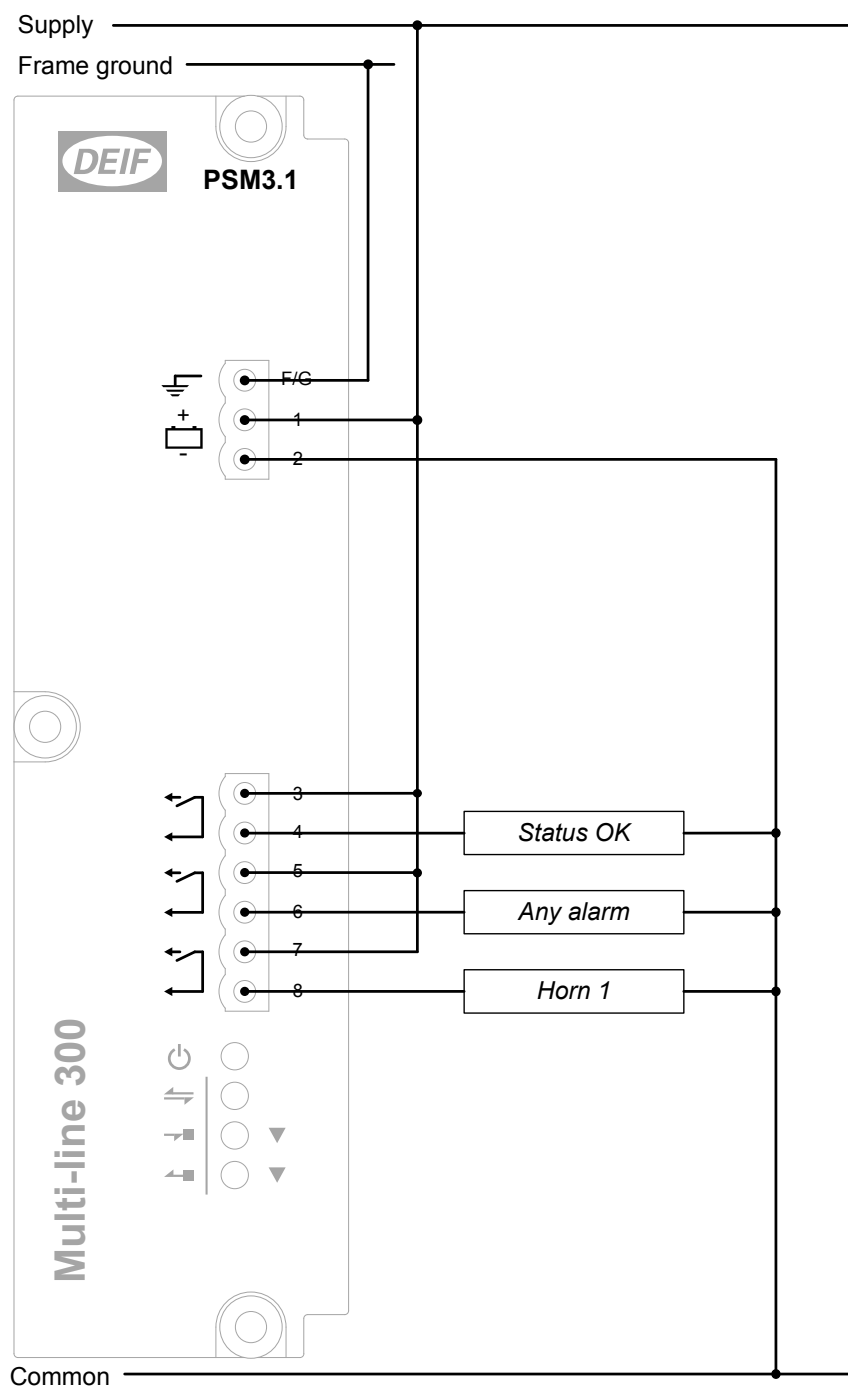 Supply
Frame ground
DEIF
PSM3.1
F/G
+
1
-
2
3
4
Status OK
5
6
Any alarm
7
8
Horn 1
Multi-line 300
Common